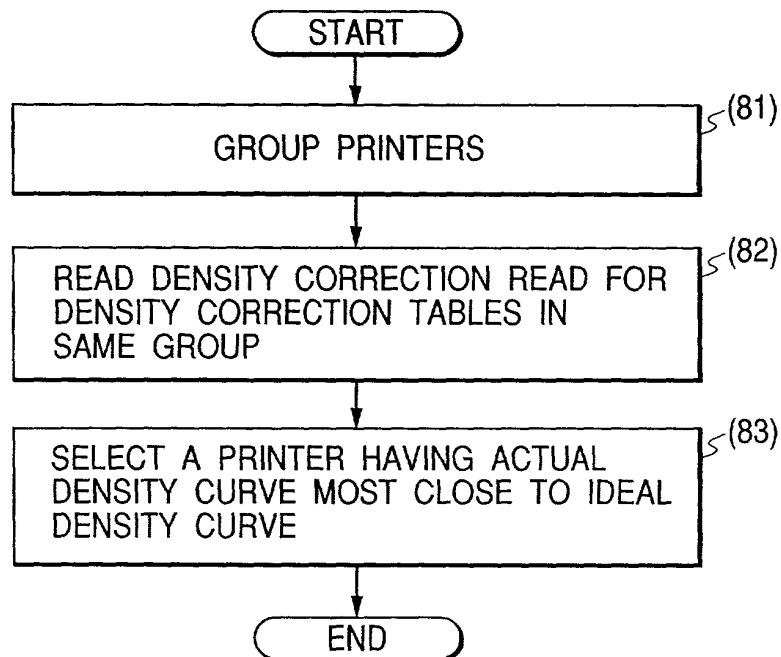 START
(81)
GROUP PRINTERS
(82)
READ DENSITY CORRECTION READ FOR
DENSITY CORRECTION TABLES IN
SAME GROUP
(83)
SELECT A PRINTER HAVING ACTUAL
DENSITY CURVE MOST CLOSE TO IDEAL
DENSITY CURVE
END